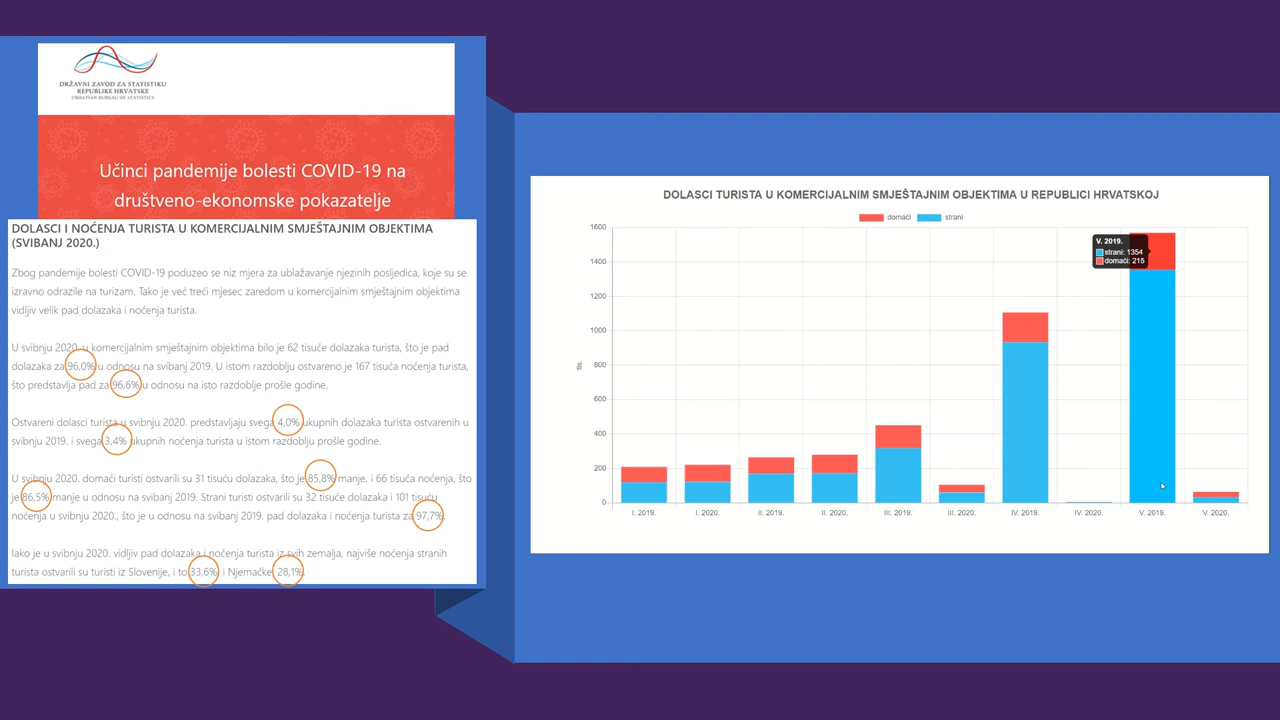 DRŽAVNI ZAVOD ZA STATISTIKU
REPUBLIKE HRVATSKE
CROATIAN BUREAU OF STATISTICS
Učinci pandemije bolesti COVID-19 na
društveno-ekonomske pokazatelje
DOLASCI I NOĆENJA TURISTA U KOMERCIJALNIM SMJEŠTAJNIM OBJEKTIMA
(SVIBANJ 2020.)
Zbog pandemije bolesti COVID-19 poduzeo se niz mjera za ublažavanje njezinih posljedica, koje su se
izravno odrazile na turizam. Tako je već treći mjesec zaredom u komercijalnim smještajnim objektima
vidljiv velik pad dolazaka i noćenja turista.
U svibnju 2020. u komercijalnim smještajnim objektima bilo je 62 tisuće dolazaka turista, što je pad
dolazaka za 96,0% u odnosu na svibanj 2019. U istom razdoblju ostvareno je 167 tisuća noćenja turista,
što predstavlja pad za 96,6% u odnosu na isto razdoblje prošle godine.
Ostvareni dolasci turista u svibnju 2020. predstavljaju svega 4,0% ukupnih dolazaka turista ostvarenih u
svibnju 2019. i svega 3,4% ukupnih noćenja turista u istom razdoblju prošle godine.
U svibnju 2020. domaći turisti ostvarili su 31 tisuću dolazaka, što je 85,8% manje, i 66 tisuća noćenja, što
je 86,5% manje u odnosu na svibanj 2019. Strani turisti ostvarili su 32 tisuće dolazaka i 101 tisuću
noćenja u svibnju 2020., što je u odnosu na svibanj 2019. pad dolazaka i noćenja turista za 97,7%.
Iako je u svibnju 2020. vidljiv pad dolazaka i noćenja turista iz svih zemalja, najviše noćenja stranih
turista ostvarili su turisti iz Slovenije, i to 33,6% i Njemačke 28,1%.
DOLASCI TURISTA U KOMERCIJALNIM SMJEŠTAJNIM OBJEKTIMA U REPUBLICI HRVATSKOJ
domaći strani
1600
1400
1200
1000
800
600
400
200
0
tis.
V. 2019.
strani: 1354
domaći: 215
I. 2019. I. 2020. II. 2019. II. 2020. III. 2019. III. 2020. IV. 2019. IV. 2020. V. 2019. V. 2020.